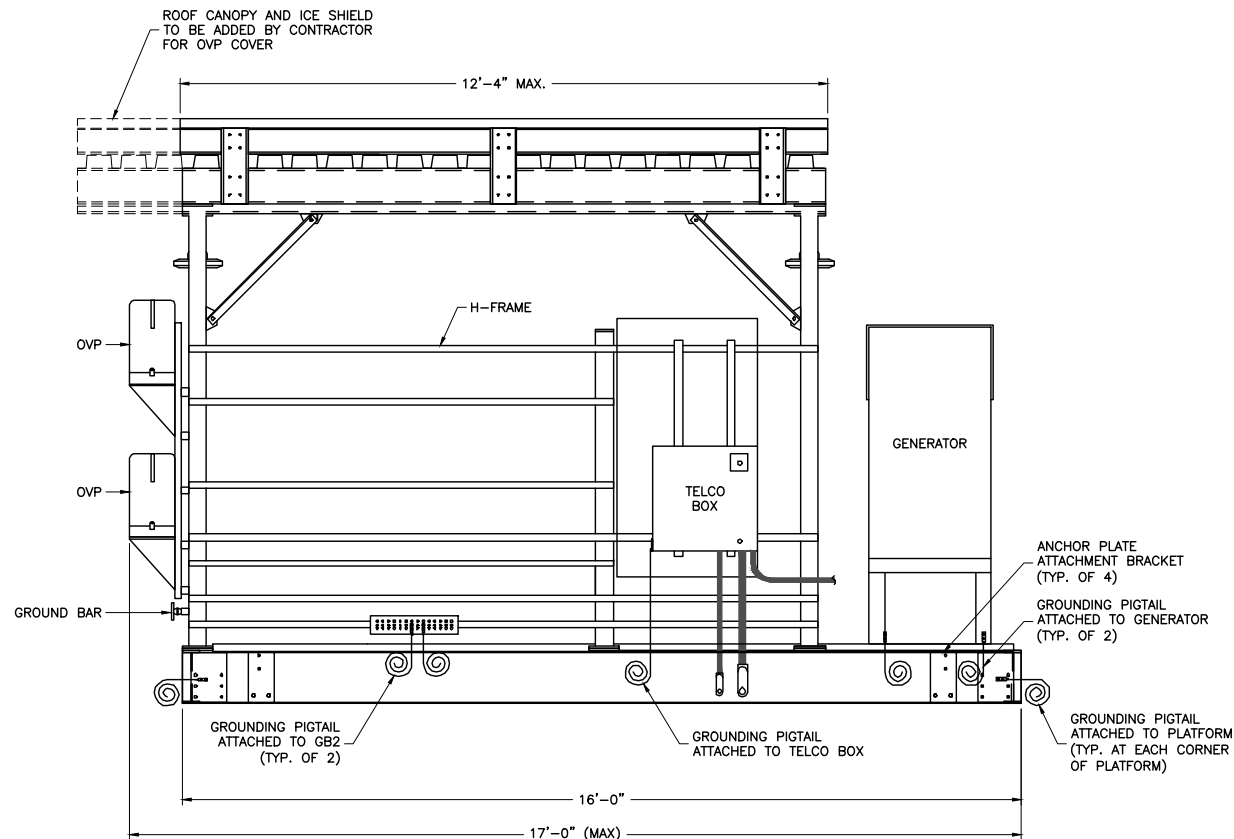 ROOF CANOPY AND ICE SHIELD
TO BE ADDED BY CONTRACTOR
FOR OVP COVER
12'-4" MAX.
H-FRAME
OVP
GENERATOR
OVP
TELCO
BOX
ANCHOR PLATE
ATTACHMENT BRACKET
(TYP. OF 4)
GROUNDING PIGTAIL
ATTACHED TO GENERATOR
(TYP. OF 2)
GROUND BAR
GROUNDING PIGTAIL
ATTACHED TO GB2
(TYP. OF 2)
GROUNDING PIGTAIL
ATTACHED TO TELCO BOX
GROUNDING PIGTAIL
ATTACHED TO PLATFORM
(TYP. AT EACH CORNER
OF PLATFORM)
16'-0"
17'-0" (MAX)